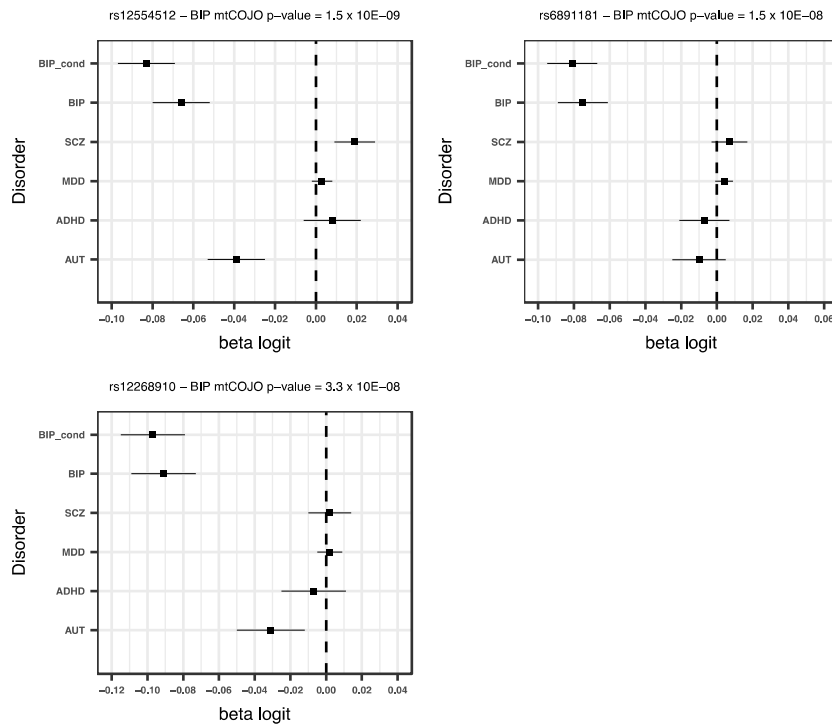 rs12554512 – BIP mtCOJO p-value = 1.5 x 10E-09
BIP_cond
BIP
SCZ
MDD
ADHD
AUT
Disorder
-0.10 -0.08 -0.06 -0.04 -0.02 0.00 0.02 0.04
beta logit
rs6891181 – BIP mtCOJO p-value = 1.5 x 10E-08
BIP_cond
BIP
SCZ
MDD
ADHD
AUT
Disorder
-0.10 -0.08 -0.06 -0.04 -0.02 0.00 0.02 0.04 0.06
beta logit
rs12268910 – BIP mtCOJO p-value = 3.3 x 10E-08
BIP_cond
BIP
SCZ
MDD
ADHD
AUT
Disorder
-0.12 -0.10 -0.08 -0.06 -0.04 -0.02 0.00 0.02 0.04
beta logit